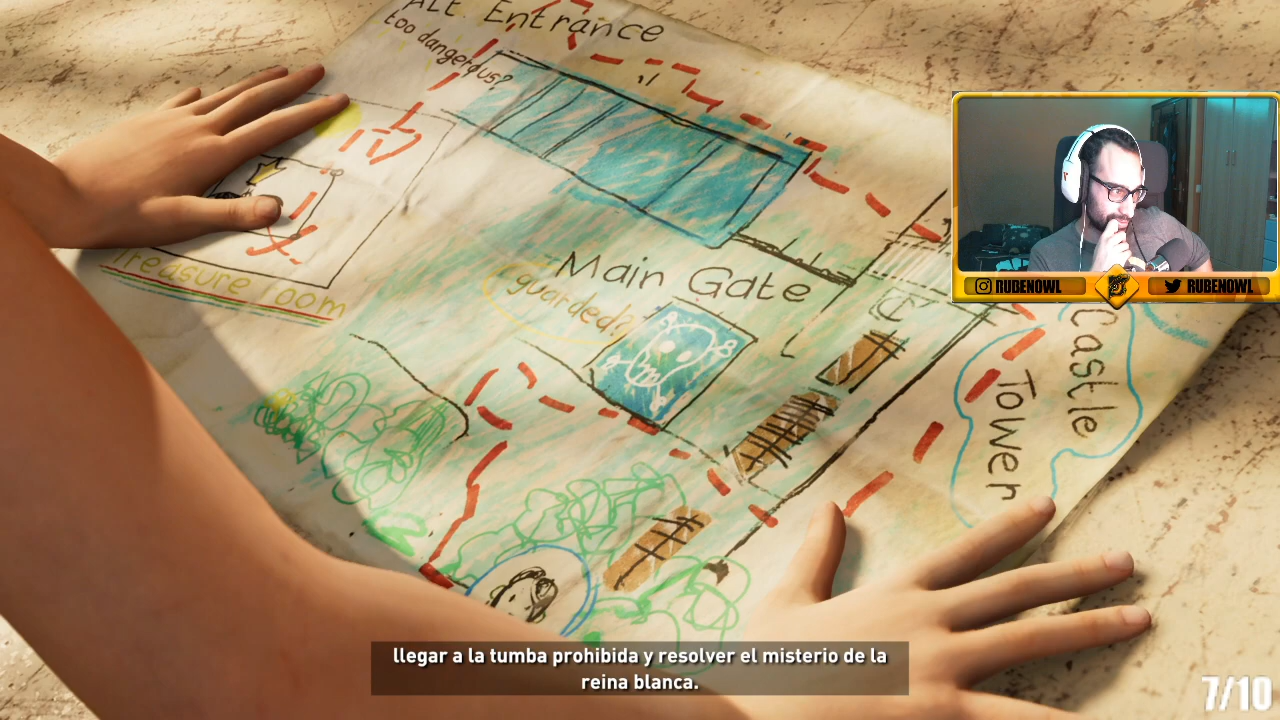 Alt Entrance
too dangerous?
Treasure room
Main Gate
guarded?
Castle
Tower
RUBENOWL
RUBENOWL
llegar a la tumba prohibida y resolver el misterio de la
reina blanca.
7/10